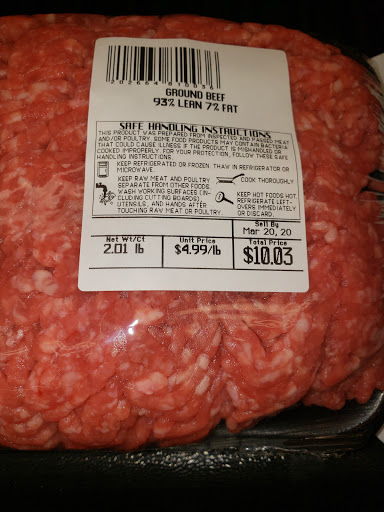 202664 810036
GROUND BEEF
93% LEAN 7% FAT
SAFE HANDLING INSTRUCTIONS
THIS PRODUCT WAS PREPARED FROM INSPECTED AND PASSED MEAT
AND/OR POULTRY. SOME FOOD PRODUCTS MAY CONTAIN BACTERIA
THAT COULD CAUSE ILLNESS IF THE PRODUCT IS MISHANDLED OR
COOKED IMPROPERLY. FOR YOUR PROTECTION, FOLLOW THESE SAFE
HANDLING INSTRUCTIONS.
KEEP REFRIGERATED OR FROZEN. THAW IN REFRIGERATOR OR
MICROWAVE.
KEEP RAW MEAT AND POULTRY
SEPARATE FROM OTHER FOODS.
WASH WORKING SURFACES (IN-
CLUDING CUTTING BOARDS),
UTENSILS, AND HANDS AFTER
TOUCHING RAW MEAT OR POULTRY.
COOK THOROUGHLY
KEEP HOT FOODS HOT.
REFRIGERATE LEFT-
OVERS IMMEDIATELY
OR DISCARD.
Sell By
Mar 20, 20
Net Wt/Ct
2.01 lb
Unit Price
$4.99/lb
Total Price
$10.03